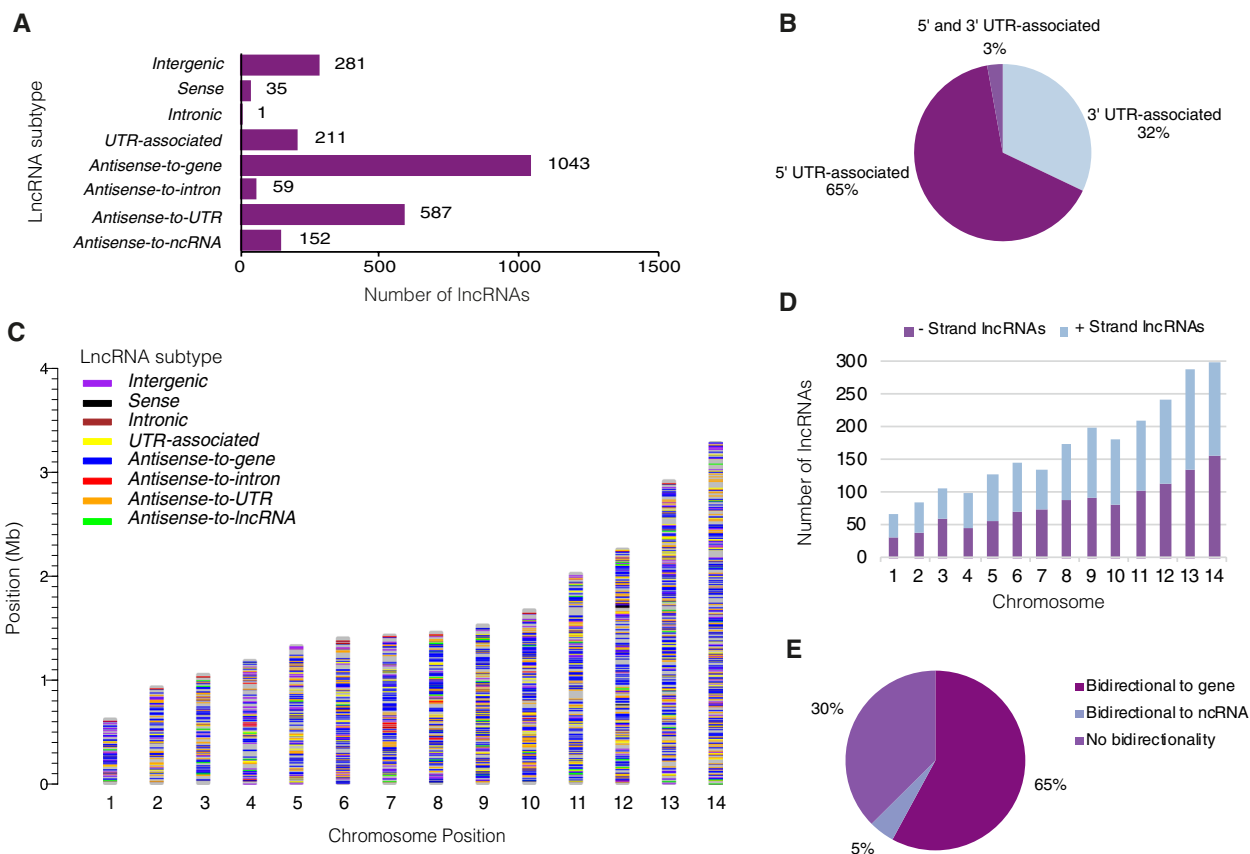 A
LncRNA subtype
Intergenic
281
Sense
35
Intronic
1
UTR-associated
211
Antisense-to-gene
1043
Antisense-to-intron
59
Antisense-to-UTR
587
Antisense-to-ncRNA
152
0
500
1000
1500
Number of lncRNAs
B
5' and 3' UTR-associated
3%
3' UTR-associated
32%
5' UTR-associated
65%
C
LncRNA subtype
Intergenic
Sense
Intronic
UTR-associated
Antisense-to-gene
Antisense-to-intron
Antisense-to-UTR
Antisense-to-lncRNA
Position (Mb)
4
3
2
1
0
1 2 3 4 5 6 7 8 9 10 11 12 13 14
Chromosome Position
D
- Strand lncRNAs + Strand lncRNAs
Number of lncRNAs
300
250
200
150
100
50
0
1 2 3 4 5 6 7 8 9 10 11 12 13 14
Chromosome
E
30%
65%
5%
Bidirectional to gene
Bidirectional to ncRNA
No bidirectionality